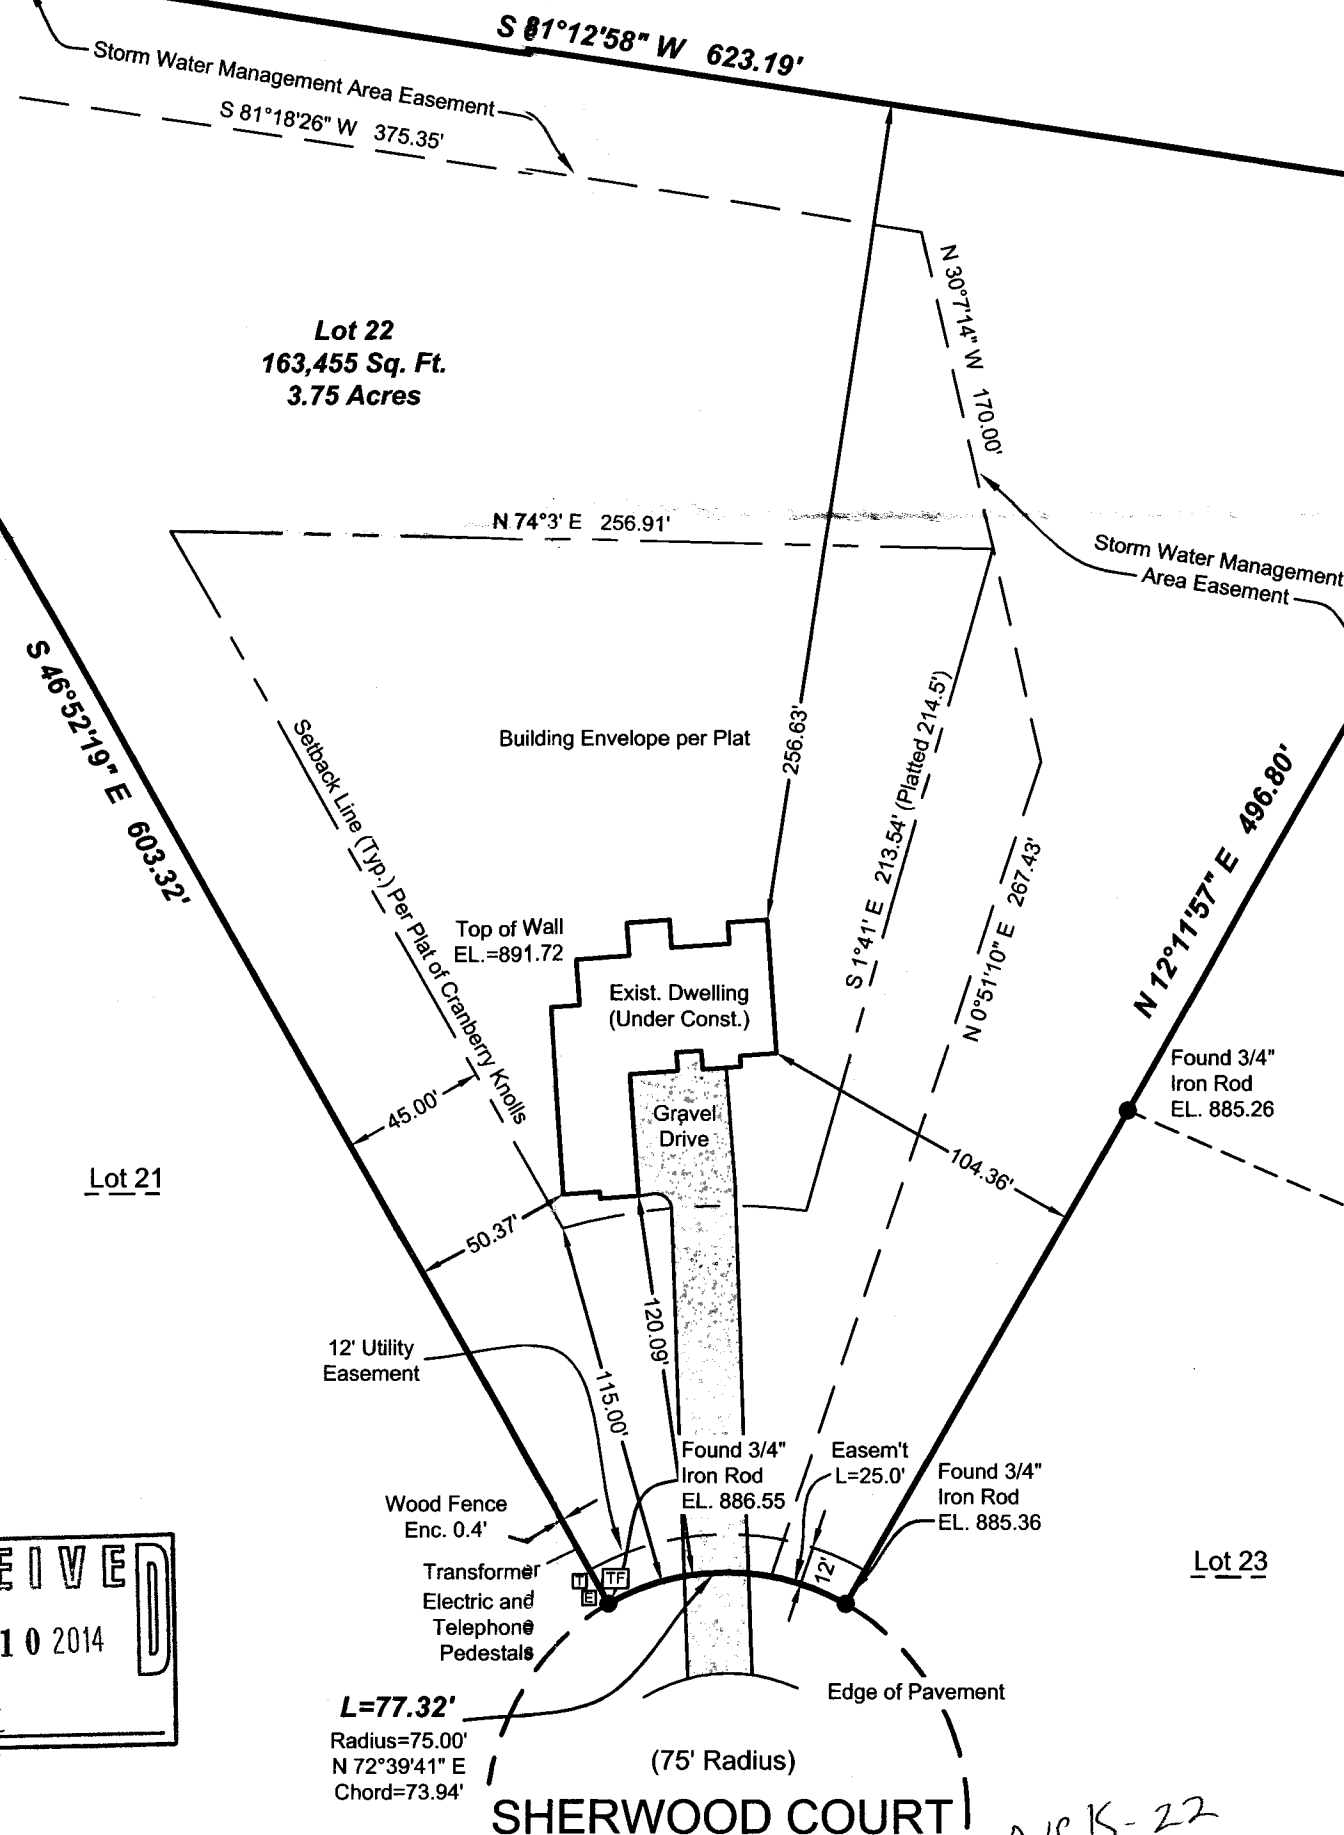 S 81°12'58" W 623.19'
Storm Water Management Area Easement
S 81°18'26" W 375.35'
N 30°7'14" W 170.00'
Lot 22
163,455 Sq. Ft.
3.75 Acres
N 74°3' E 256.91'
Storm Water Management
Area Easement
S 46°52'19" E 603.32'
Setback Line (Typ.) Per Plat of Cranberry Knolls
Building Envelope per Plat
256.63'
S 1°41' E 213.54' (Platted 214.5')
N 0°51'10" E 267.43'
N 12°11'57" E 496.80'
Top of Wall
EL.=891.72
Exist. Dwelling
(Under Const.)
Found 3/4"
Iron Rod
EL. 885.26
45.00'
Gravel
Drive
104.36'
Lot 21
50.37'
120.09'
12' Utility
Easement
115.00'
Found 3/4"
Iron Rod
EL. 886.55
Easem't
L=25.0'
Found 3/4"
Iron Rod
EL. 885.36
Wood Fence
Enc. 0.4'
12'
Lot 23
Transformer
T
TF
E
Electric and
Telephone
Pedestals
EIVED
10 2014
L=77.32'
Radius=75.00'
N 72°39'41" E
Chord=73.94'
Edge of Pavement
(75' Radius)
SHERWOOD COURT
K-22